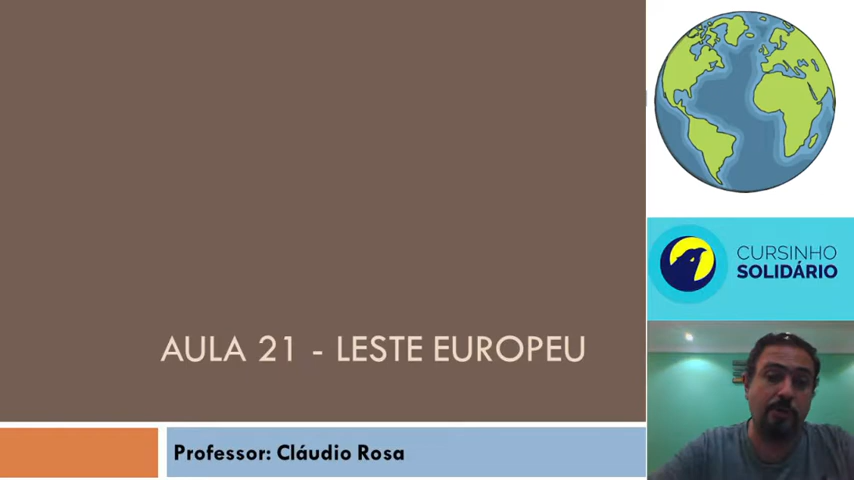 CURSINHO
SOLIDÁRIO
AULA 21 - LESTE EUROPEU
Professor: Cláudio Rosa